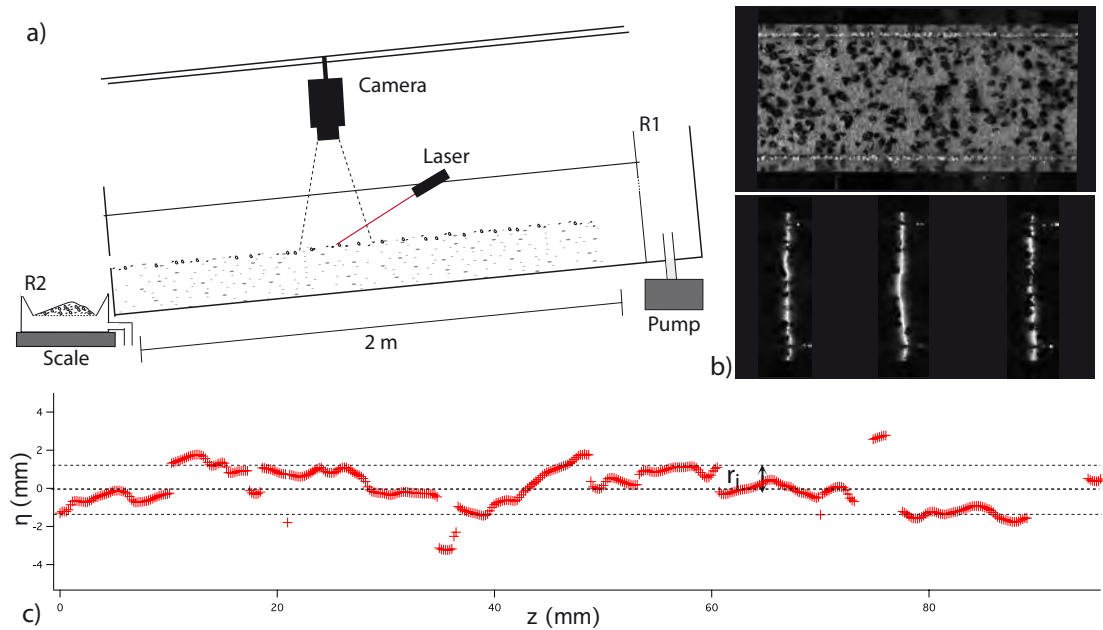 a)
Camera
Laser
R1
R2
Scale
2 m
Pump
b)
4
2
0
-2
-4
η (mm)
r_i
0
20
40
60
80
z (mm)
c)